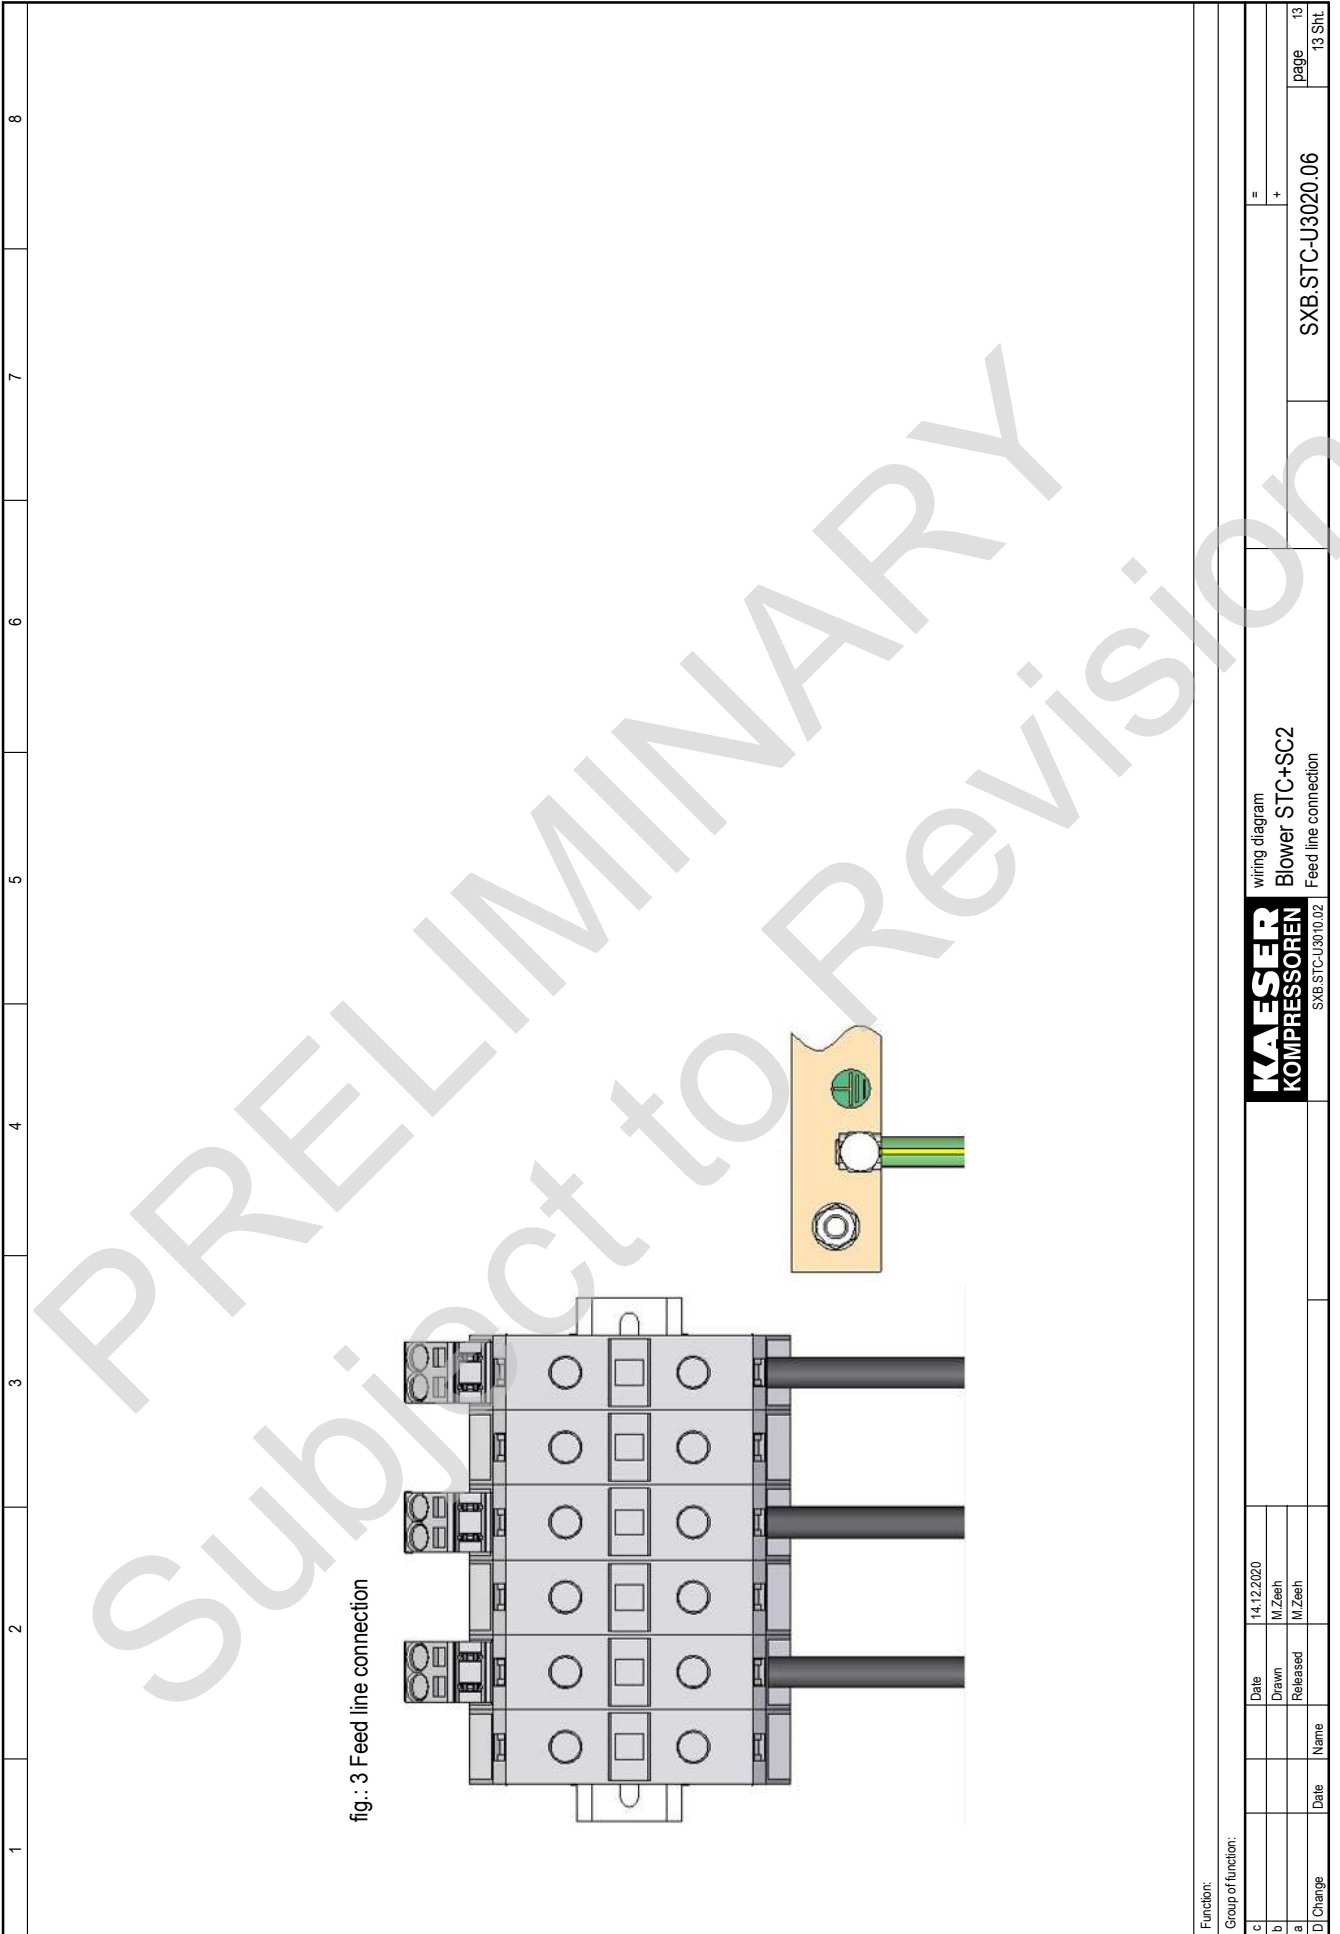 1 2 3 4 5 6 7 8
fig.: 3 Feed line connection
PRELIMINARY
Subject to Revision
Function:
Group of function:
c
b
a
D Change Date Name
Date 14.12.2020
Drawn M.Zeeh
Released M.Zeeh
KAESER
KOMPRESSOREN
SXB.STC-U3010.02
wiring diagram
Blower STC+SC2
Feed line connection
=
+
SXB.STC-U3020.06
page 13
13 Sht.